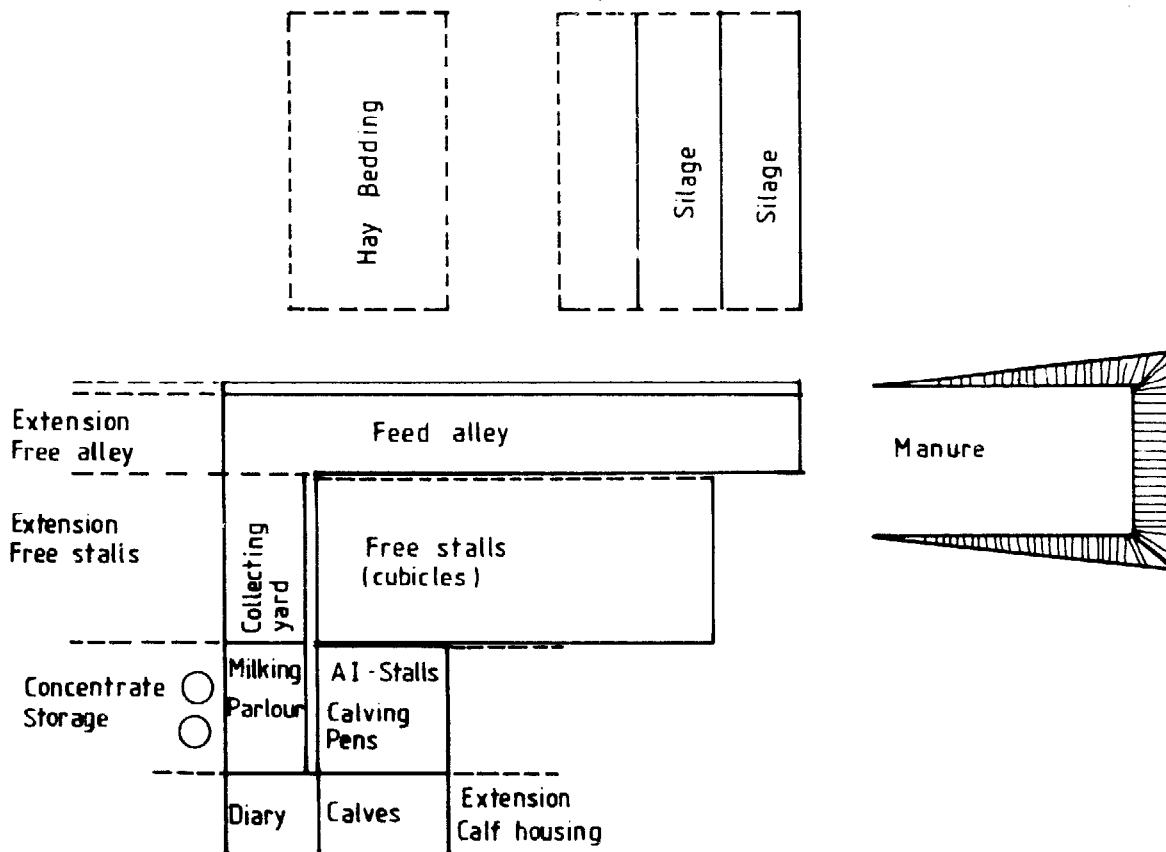 Hay Bedding
Silage
Silage
Extension
Free alley
Feed alley
Manure
Extension
Free stalls
Collecting
yard
Free stalls
(cubicles)
Concentrate
Storage
Milking
Parlour
AI-Stalls
Calving
Pens
Diary
Calves
Extension
Calf housing